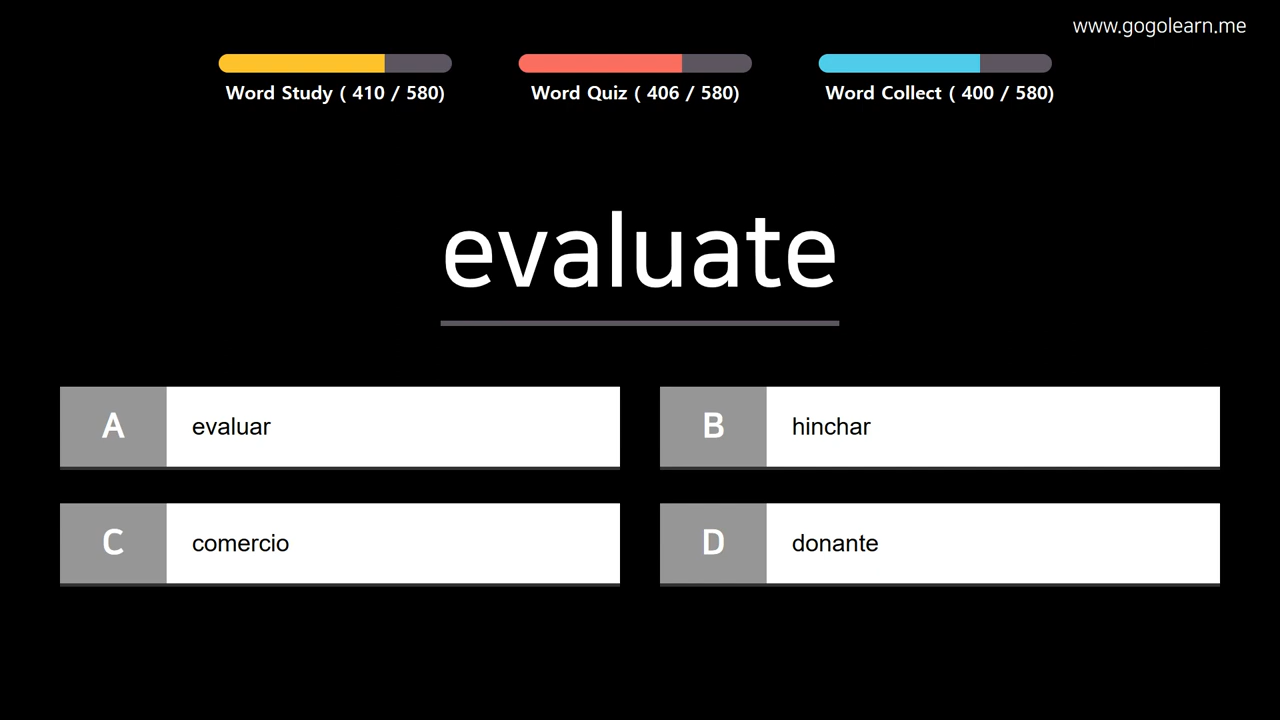 www.gogolearn.me
Word Study ( 410 / 580)
Word Quiz ( 406 / 580)
Word Collect ( 400 / 580)
evaluate
A
evaluar
B
hinchar
C
comercio
D
donante